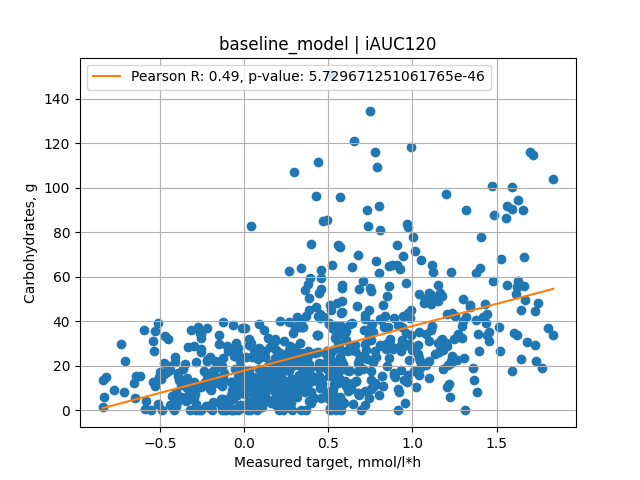 baseline_model | iAUC120
Pearson R: 0.49, p-value: 5.729671251061765e-46
140
120
100
80
60
40
20
0
Carbohydrates, g
−0.5 0.0 0.5 1.0 1.5
Measured target, mmol/l*h